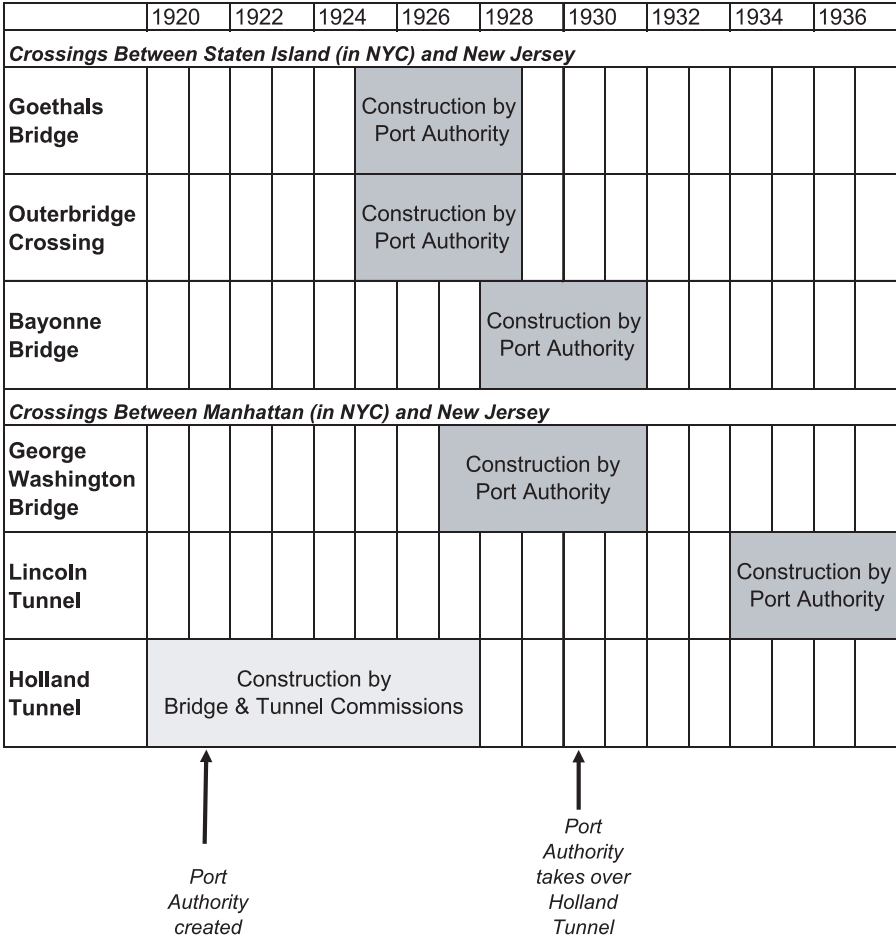 1920 1922 1924 1926 1928 1930 1932 1934 1936
Crossings Between Staten Island (in NYC) and New Jersey
Goethals
Bridge
Construction by
Port Authority
Outerbridge
Crossing
Construction by
Port Authority
Bayonne
Bridge
Construction by
Port Authority
Crossings Between Manhattan (in NYC) and New Jersey
George
Washington
Bridge
Construction by
Port Authority
Lincoln
Tunnel
Construction by
Port Authority
Holland
Tunnel
Construction by
Bridge & Tunnel Commissions
Port
Authority
created
Port
Authority
takes over
Holland
Tunnel